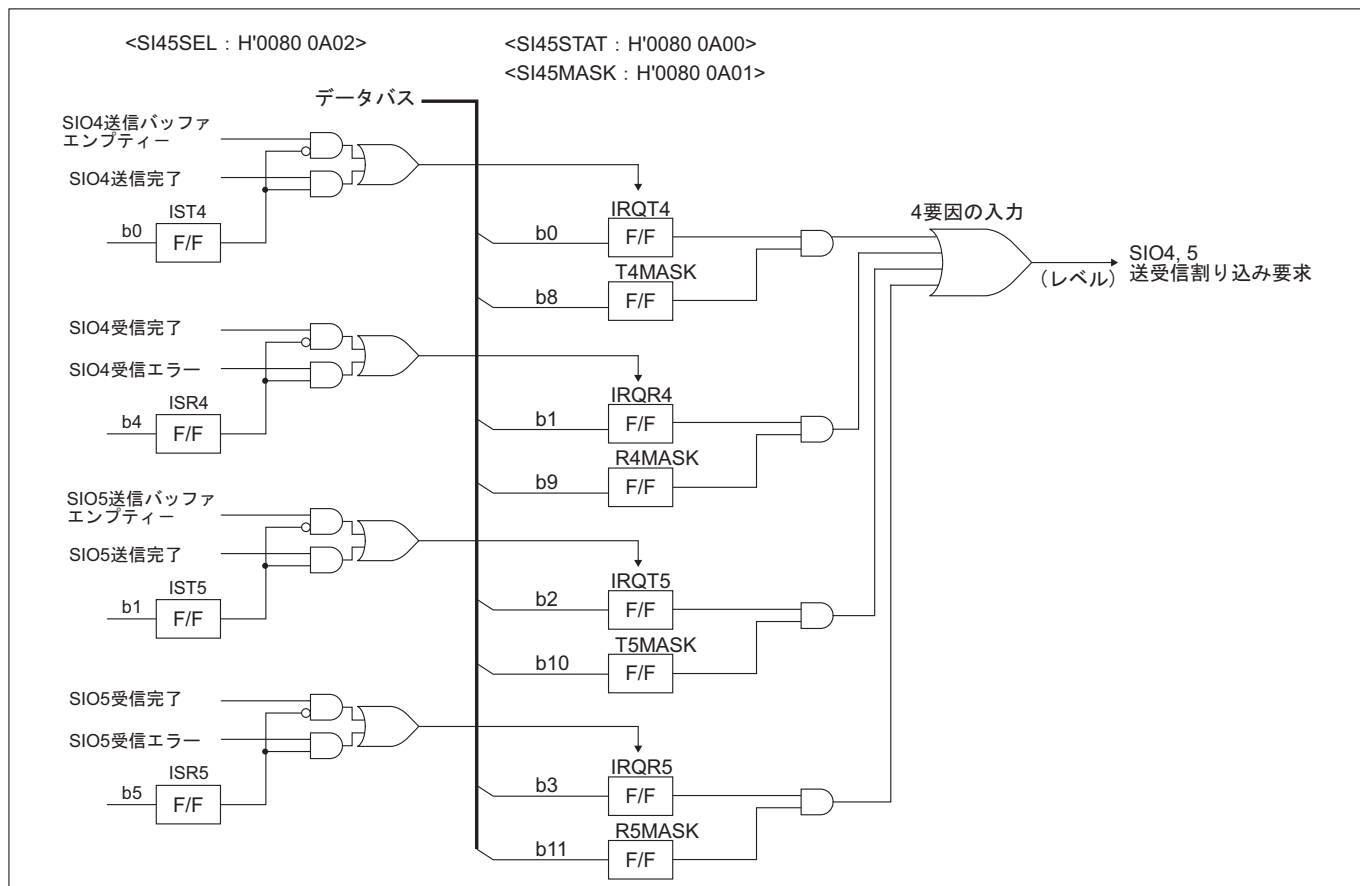 <SI45SEL : H'0080 0A02>
<SI45STAT : H'0080 0A00>
<SI45MASK : H'0080 0A01>
データバス
SIO4送信バッファ
エンプティー
SIO4送信完了
IST4
b0
F/F
IRQT4
b0
F/F
T4MASK
b8
F/F
4要因の入力
(レベル)
SIO4, 5
送受信割り込み要求
SIO4受信完了
SIO4受信エラー
ISR4
b4
F/F
IRQR4
b1
F/F
R4MASK
b9
F/F
SIO5送信バッファ
エンプティー
SIO5送信完了
IST5
b1
F/F
IRQT5
b2
F/F
T5MASK
b10
F/F
SIO5受信完了
SIO5受信エラー
ISR5
b5
F/F
IRQR5
b3
F/F
R5MASK
b11
F/F